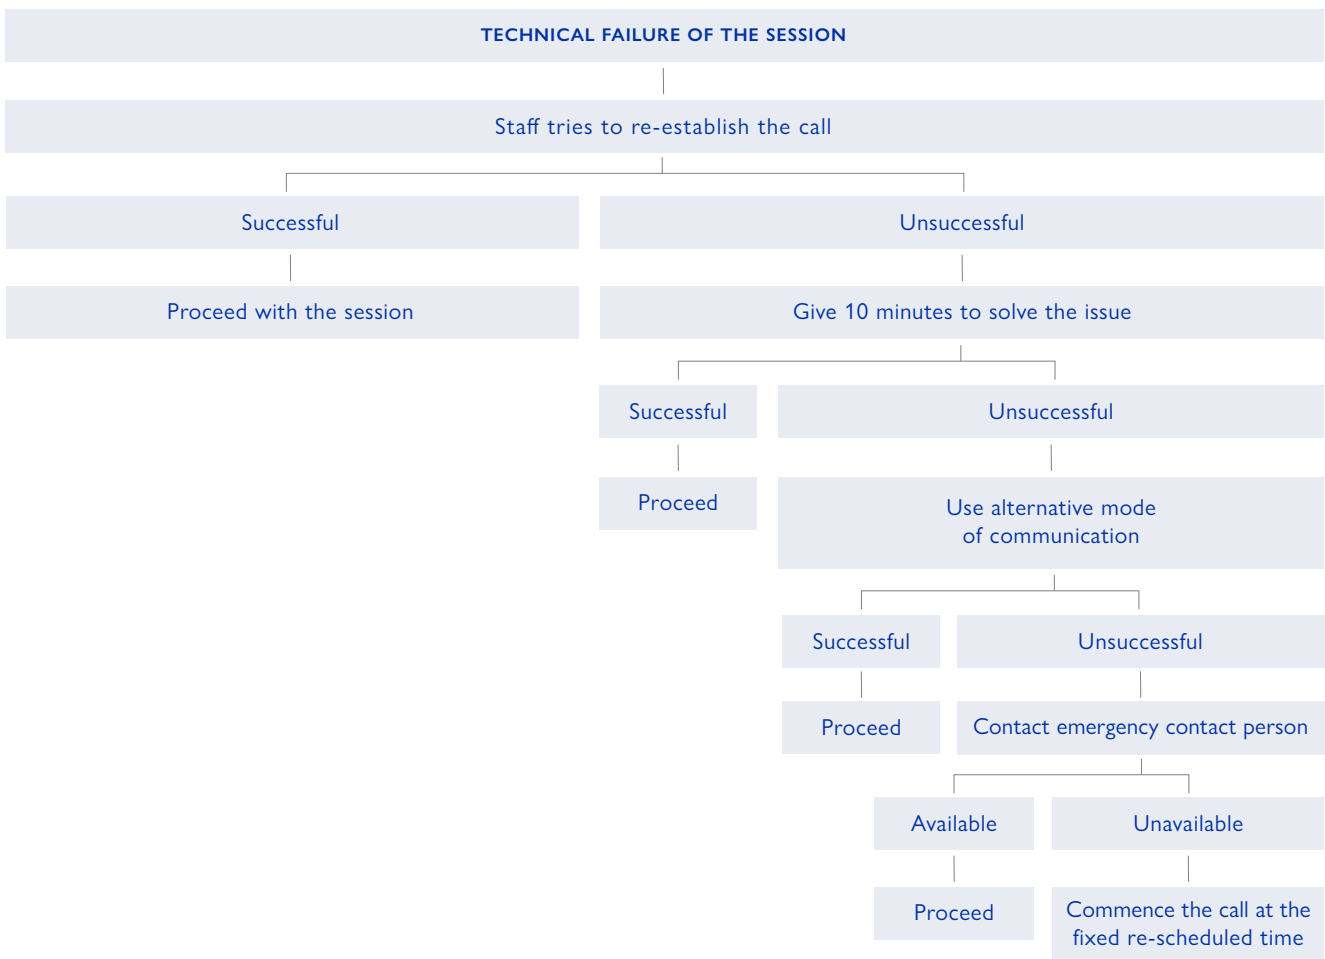 TECHNICAL FAILURE OF THE SESSION
Staff tries to re-establish the call
Successful
Unsuccessful
Proceed with the session
Give 10 minutes to solve the issue
Successful
Unsuccessful
Proceed
Use alternative mode
of communication
Successful
Unsuccessful
Proceed
Contact emergency contact person
Available
Unavailable
Proceed
Commence the call at the
fixed re-scheduled time